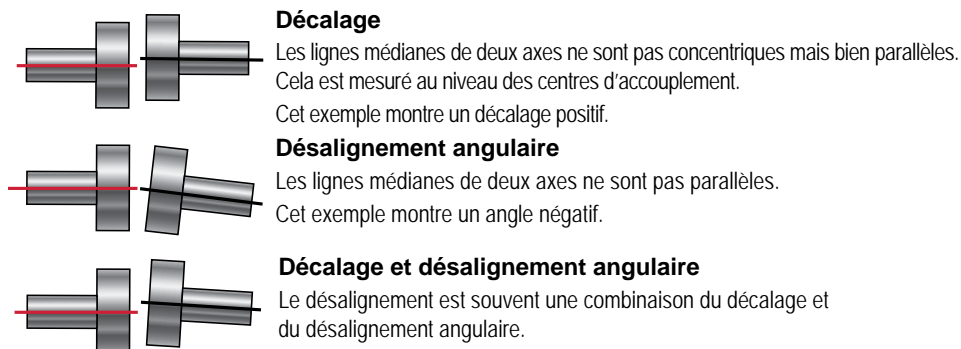 Décalage
Les lignes médianes de deux axes ne sont pas concentriques mais bien parallèles.
Cela est mesuré au niveau des centres d’accouplement.
Cet exemple montre un décalage positif.
Désalignement angulaire
Les lignes médianes de deux axes ne sont pas parallèles.
Cet exemple montre un angle négatif.
Décalage et désalignement angulaire
Le désalignement est souvent une combinaison du décalage et
du désalignement angulaire.